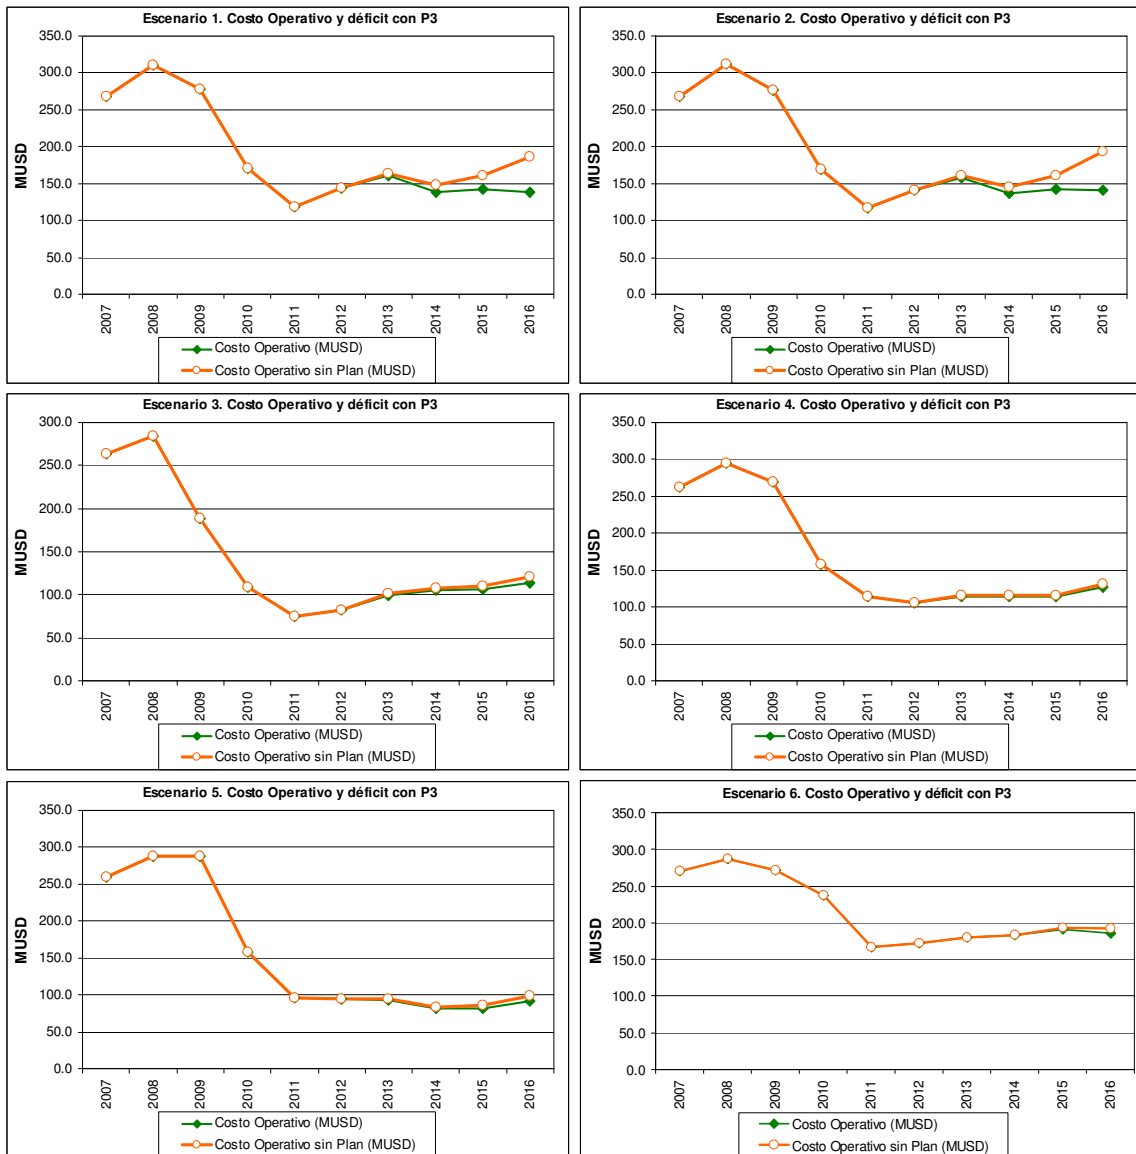 Escenario 1. Costo Operativo y déficit con P3
350.0
300.0
250.0
200.0
150.0
100.0
50.0
0.0
MUSD
2007 2008 2009 2010 2011 2012 2013 2014 2015 2016
Costo Operativo (MUSD)
Costo Operativo sin Plan (MUSD)
Escenario 2. Costo Operativo y déficit con P3
350.0
300.0
250.0
200.0
150.0
100.0
50.0
0.0
MUSD
2007 2008 2009 2010 2011 2012 2013 2014 2015 2016
Costo Operativo (MUSD)
Costo Operativo sin Plan (MUSD)
Escenario 3. Costo Operativo y déficit con P3
300.0
250.0
200.0
150.0
100.0
50.0
0.0
MUSD
2007 2008 2009 2010 2011 2012 2013 2014 2015 2016
Costo Operativo (MUSD)
Costo Operativo sin Plan (MUSD)
Escenario 4. Costo Operativo y déficit con P3
350.0
300.0
250.0
200.0
150.0
100.0
50.0
0.0
MUSD
2007 2008 2009 2010 2011 2012 2013 2014 2015 2016
Costo Operativo (MUSD)
Costo Operativo sin Plan (MUSD)
Escenario 5. Costo Operativo y déficit con P3
350.0
300.0
250.0
200.0
150.0
100.0
50.0
0.0
MUSD
2007 2008 2009 2010 2011 2012 2013 2014 2015 2016
Costo Operativo (MUSD)
Costo Operativo sin Plan (MUSD)
Escenario 6. Costo Operativo y déficit con P3
350.0
300.0
250.0
200.0
150.0
100.0
50.0
0.0
MUSD
2007 2008 2009 2010 2011 2012 2013 2014 2015 2016
Costo Operativo (MUSD)
Costo Operativo sin Plan (MUSD)